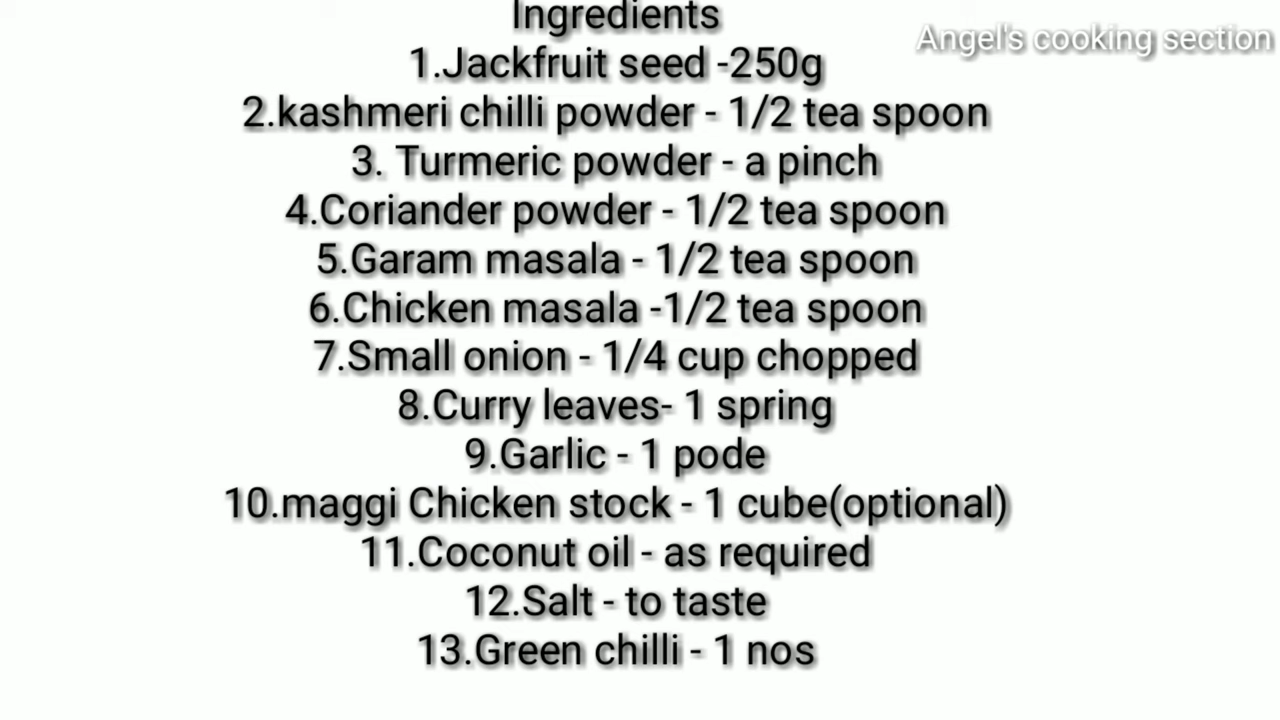 Ingredients
Angel's cooking section
1.Jackfruit seed -250g
2.kashmeri chilli powder - 1/2 tea spoon
3. Turmeric powder - a pinch
4.Coriander powder - 1/2 tea spoon
5.Garam masala - 1/2 tea spoon
6.Chicken masala -1/2 tea spoon
7.Small onion - 1/4 cup chopped
8.Curry leaves- 1 spring
9.Garlic - 1 pode
10.maggi Chicken stock - 1 cube(optional)
11.Coconut oil - as required
12.Salt - to taste
13.Green chilli - 1 nos